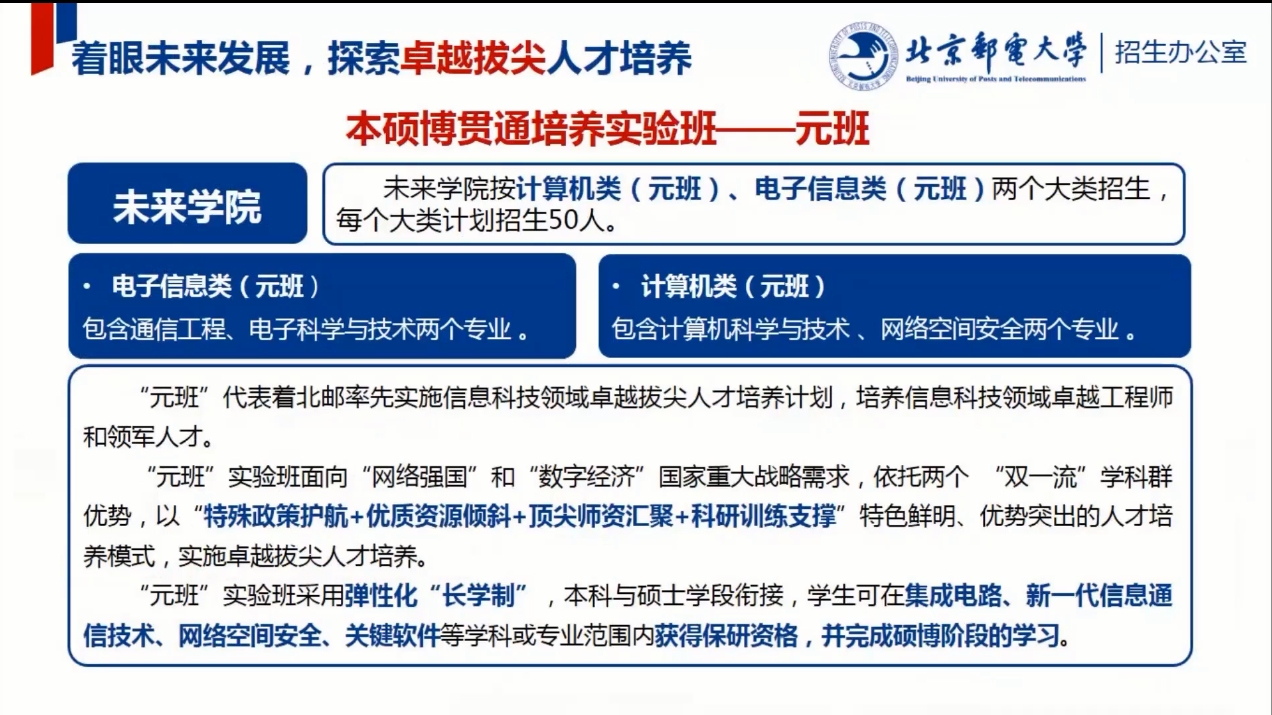 着眼未来发展，探索卓越拔尖人才培养
北京邮电大学
Beijing University of Posts and Telecommunications
招生办公室
本硕博贯通培养实验班——元班
未来学院
未来学院按计算机类（元班）、电子信息类（元班）两个大类招生，
每个大类计划招生50人。
• 电子信息类（元班）
包含通信工程、电子科学与技术两个专业 。
• 计算机类（元班）
包含计算机科学与技术 、网络空间安全两个专业 。
“元班”代表着北邮率先实施信息科技领域卓越拔尖人才培养计划，培养信息科技领域卓越工程师
和领军人才。
“元班”实验班面向“网络强国”和“数字经济”国家重大战略需求，依托两个 “双一流”学科群
优势，以“特殊政策护航+优质资源倾斜+顶尖师资汇聚+科研训练支撑”特色鲜明、优势突出的人才培
养模式，实施卓越拔尖人才培养。
“元班”实验班采用弹性化“长学制”，本科与硕士学段衔接，学生可在集成电路、新一代信息通
信技术、网络空间安全、关键软件等学科或专业范围内获得保研资格，并完成硕博阶段的学习。